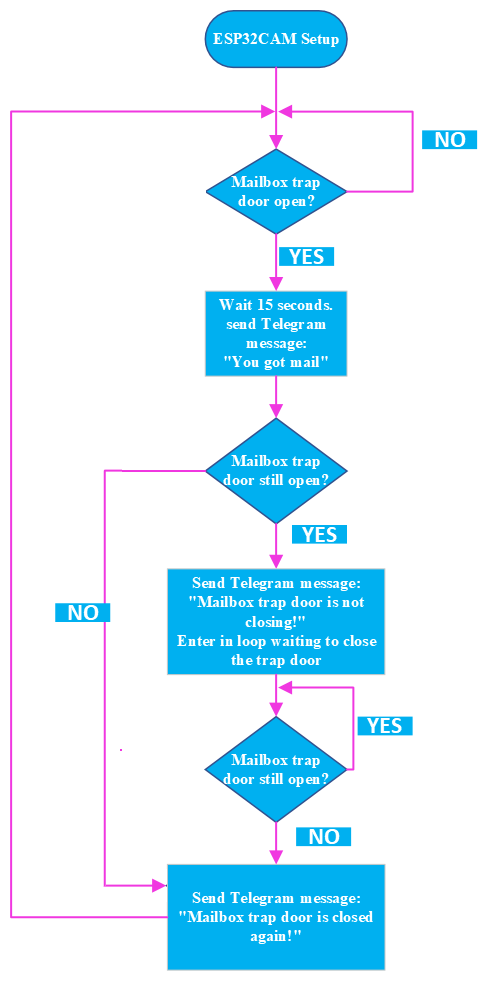 ESP32CAM Setup
NO
Mailbox trap
door open?
YES
Wait 15 seconds.
send Telegram
message:
"You got mail"
Mailbox trap
door still open?
YES
Send Telegram message:
"Mailbox trap door is not
closing!"
Enter in loop waiting to close
the trap door
NO
YES
Mailbox trap
door still open?
NO
Send Telegram message:
"Mailbox trap door is closed
again!"